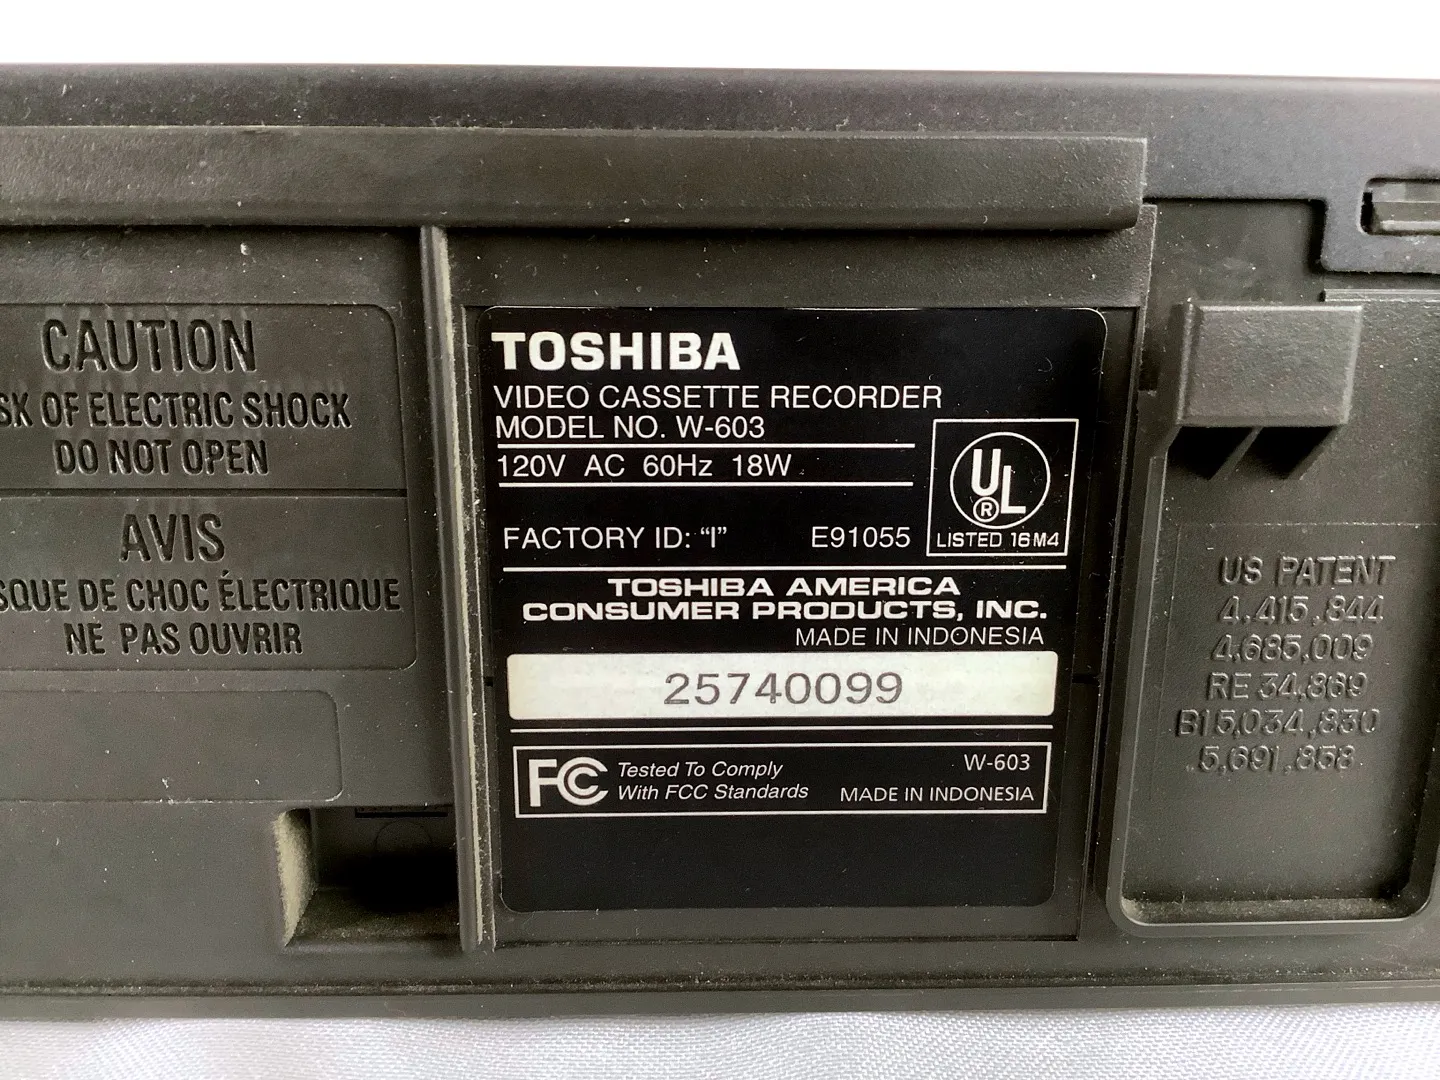 CAUTION
OF ELECTRIC SHOCK
DO NOT OPEN
AVIS
DE CHOC ÉLECTRIQUE
NE PAS OUVRIR
TOSHIBA
VIDEO CASSETTE RECORDER
MODEL NO. W-603
120V AC 60Hz 18W
FACTORY ID: “I” E91055
UL ®
LISTED 16M4
TOSHIBA AMERICA
CONSUMER PRODUCTS, INC.
MADE IN INDONESIA
25740099
FC Tested To Comply
With FCC Standards
W-603
MADE IN INDONESIA
US PATENT
4,415,844
4,685,009
RE 34,869
B1 5,034,830
5,691,858